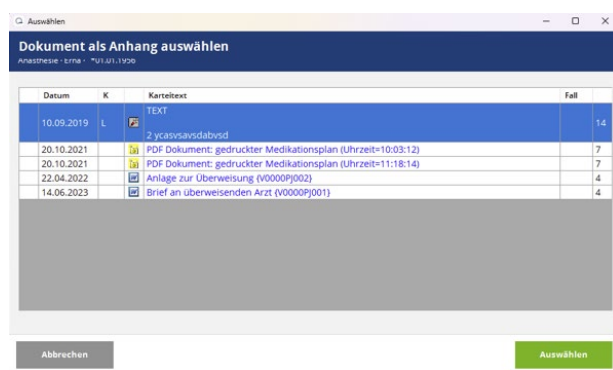 Auswählen
Dokument als Anhang auswählen
Anästhesie - Erna - *01.01.1956
Datum K Karteitext Fall
TEXT
10.09.2019 L 14
2 ycasvsavsdabvsd
20.10.2021 PDF Dokument: gedruckter Medikationsplan (Uhrzeit=10:03:12) 7
20.10.2021 PDF Dokument: gedruckter Medikationsplan (Uhrzeit=11:18:14) 7
22.04.2022 Anlage zur Überweisung {V0000PJ002} 4
14.06.2023 Brief an überweisenden Arzt {V0000PJ001} 4
Abbrechen Auswählen